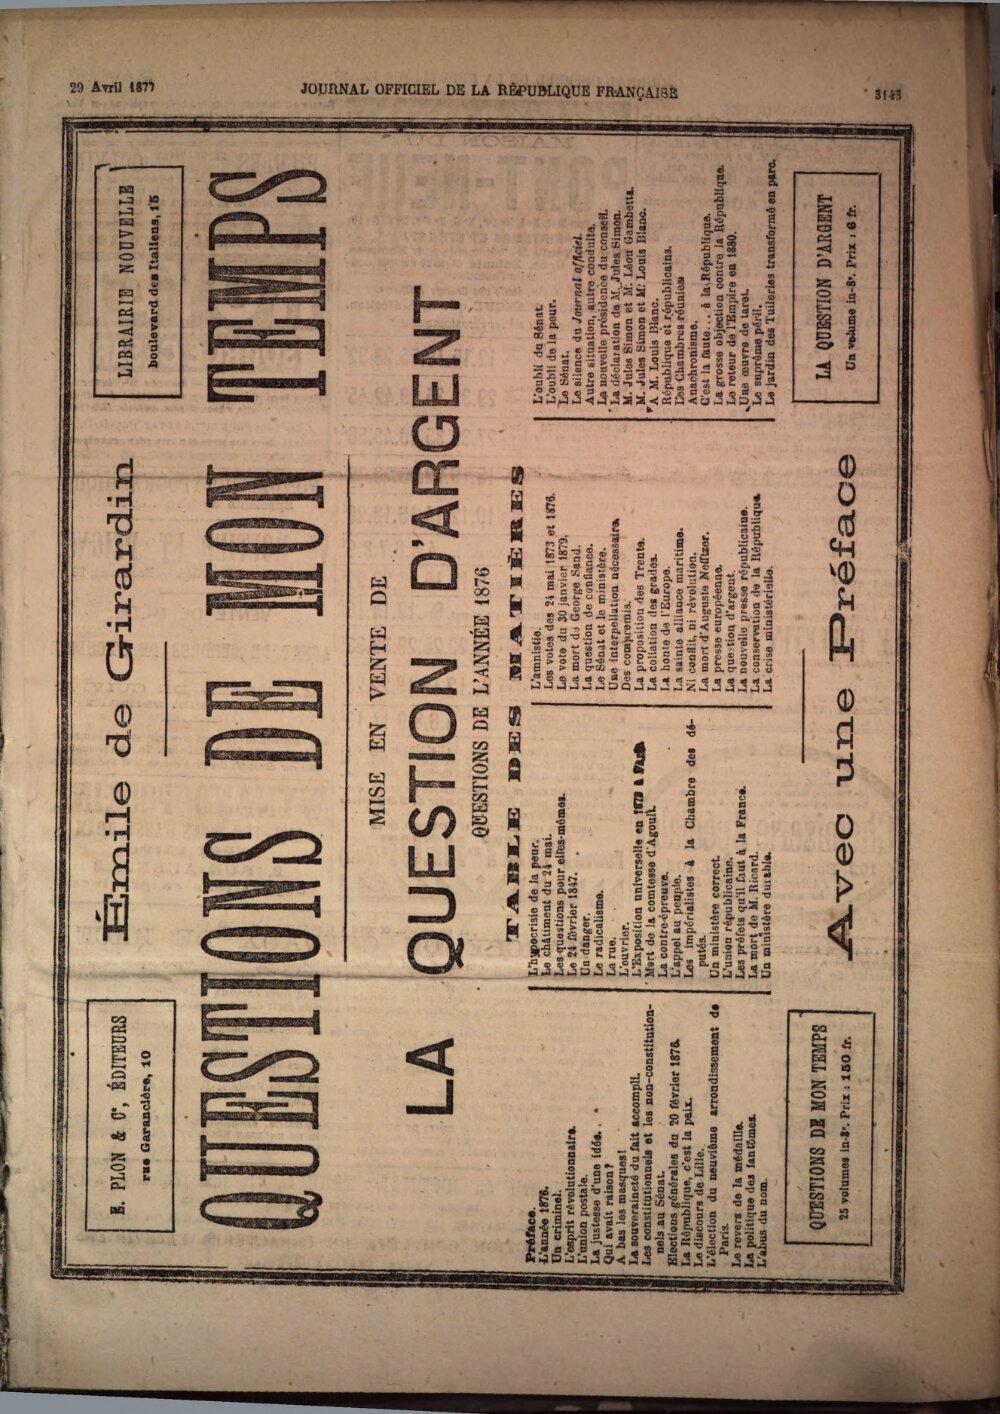 29 Avril 1877
JOURNAL OFFICIEL DE LA RÉPUBLIQUE FRANÇAISE
3143
E. PLON & Cie, ÉDITEURS
rue Garancière, 10
Émile de Girardin
LIBRAIRIE NOUVELLE
boulevard des Italiens, 15
QUESTIONS DE MON TEMPS
MISE EN VENTE DE
LA QUESTION D'ARGENT
QUESTIONS DE L'ANNÉE 1876
TABLE DES MATIÈRES
Préface.
L'année 1876.
Un criminel.
L'esprit révolutionnaire.
L'union postale.
La justesse d'une idée.
Qui avait raison?
A bas les masques!
La souveraineté du fait accompli.
Les constitutionnels et les non-constitution-
nels au Sénat.
Elections générales du 20 février 1876.
La République, c'est la paix.
Le discours de Lille.
L'élection du neuvième arrondissement de
Paris.
Le revers de la médaille.
La politique des fantômes.
L'abus du nom.
L'hypocrisie de la peur.
Le châtiment du 24 mai.
Les questions pour elles-mêmes.
Le 24 février 1847.
Un danger.
Le radicalisme.
La rue.
L'ouvrier.
L'Exposition universelle en 1878 à Paris
Mort de la comtesse d'Agoult.
La contre-épreuve.
L'appel au peuple.
Les impérialistes à la Chambre des dé-
putés.
Un ministère correct.
L'union républicaine.
Les préfets qu'il faut à la France.
La mort de M. Ricard.
Un ministère durable.
L'amnistie.
Les votes des 24 mai 1873 et 1876.
Le vote du 30 janvier 1879.
La mort de George Sand.
La question de confiance.
Le Sénat et le ministère.
Une interpellation nécessaire
Des compromis.
La proposition des Trente.
La collation des grades.
La honte de l'Europe.
La sainte alliance maritime.
Ni conflit, ni révolution.
La mort d'Auguste Nefftzer.
La presse européenne.
La question d'argent.
La nouvelle presse républicaine.
La conservation de la République
La crise ministérielle.
L'oubli du Sénat.
L'oubli de la peur.
Le Sénat.
Le silence du Journal officiel.
Autre situation, autre conduite.
La nouvelle présidence du conseil.
La déclaration de M. Jules Simon.
M. Jules Simon et M. Léon Gambetta.
M. Jules Simon et M. Louis Blanc.
A M. Louis Blanc.
République et républicains.
Les Chambres réunies
Anachronisme.
C'est la faute... à la République.
La grosse objection contre la République.
Le retour de l'Empire en 1880.
Une œuvre de tarot.
Le suprême péril.
Le jardin des Tuileries transformé en parc.
QUESTIONS DE MON TEMPS
25 volumes in-8°. Prix : 150 fr.
Avec une Préface
LA QUESTION D'ARGENT
Un volume in-8°. Prix : 6 fr.